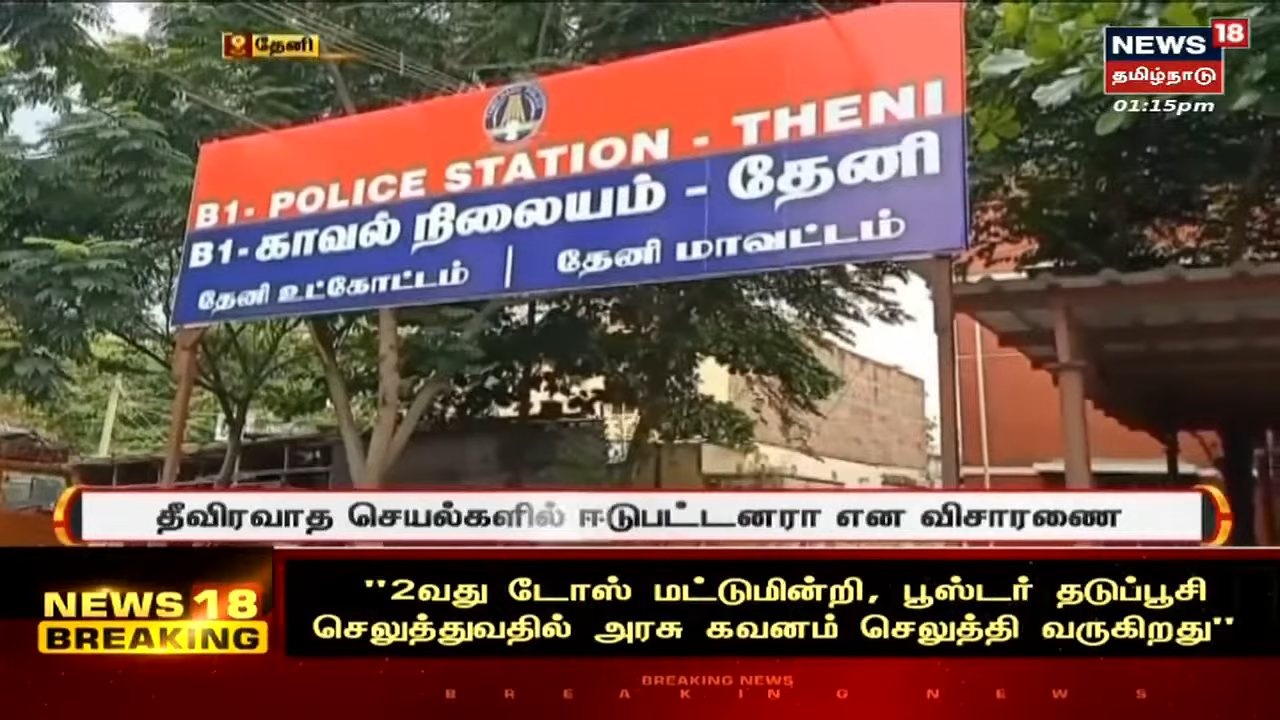 தேனி
NEWS 18
தமிழ்நாடு
01:15pm
B1- POLICE STATION - THENI
B1-காவல் நிலையம் - தேனி
தேனி உட்கோட்டம் | தேனி மாவட்டம்
தீவிரவாத செயல்களில் ஈடுபட்டனரா என விசாரணை
NEWS 18
BREAKING
"2வது டோஸ் மட்டுமின்றி, பூஸ்டர் தடுப்பூசி
செலுத்துவதில் அரசு கவனம் செலுத்தி வருகிறது"
BREAKING NEWS
BREAKING NEWS